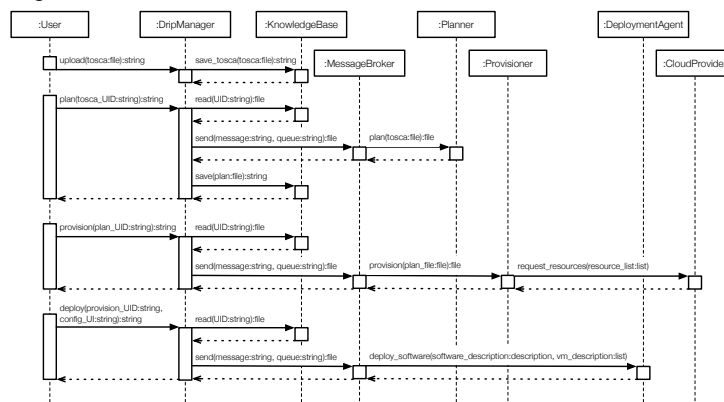 :User
:DripManager
:KnowledgeBase
:Planner
:DeploymentAgent
:MessageBroker
:Provisioner
:CloudProvide
upload(tosca:file):string
save_tosca(tosca:file):string
plan(tosca_UID:string):string
read(UID:string):file
send(message:string, queue:string):file
plan(tosca:file):file
save(plan:file):string
provision(plan_UID:string):string
read(UID:string):file
send(message:string, queue:string):file
provision(plan_file:file):file
request_resources(resource_list:list)
deploy(provision_UID:string,
config_UI:string):string
read(UID:string):file
send(message:string, queue:string):file
deploy_software(software_description:description, vm_description:list)